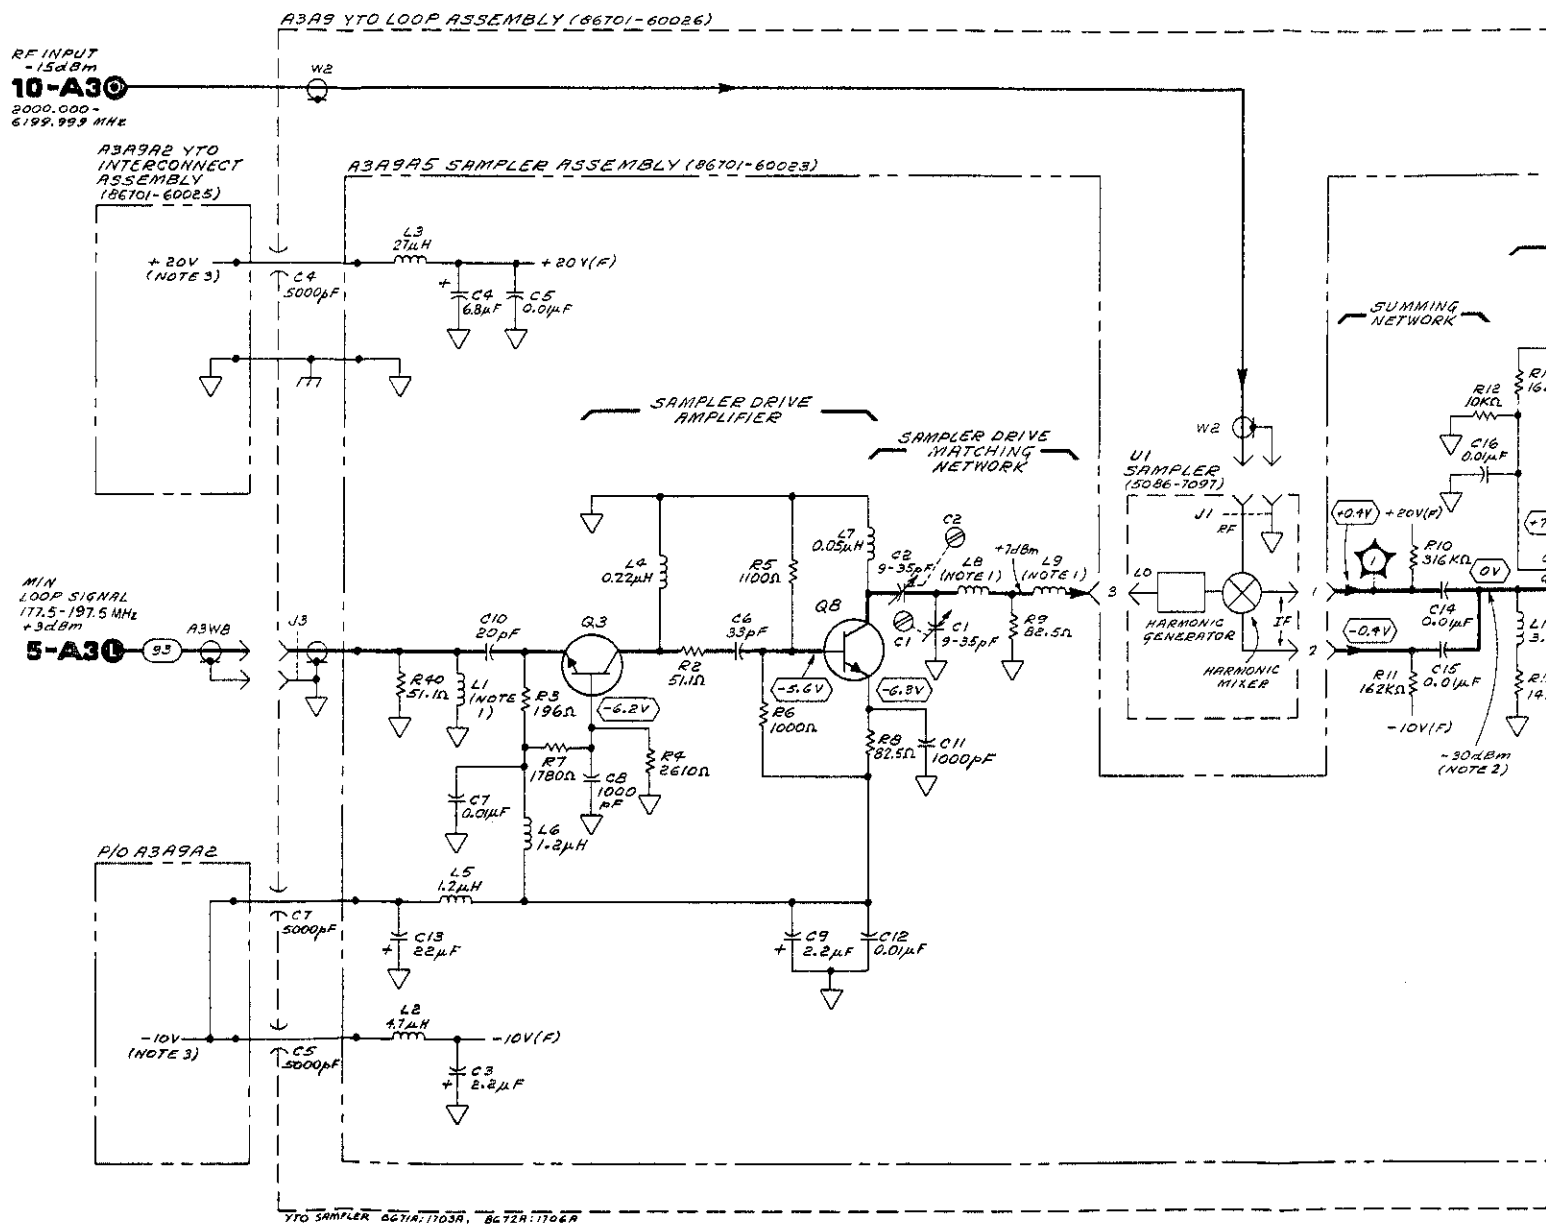 A3A9 YTO LOOP ASSEMBLY (86701-60026)
RF INPUT
-15dBm
10-A3
2000.000-
6199.999 MHz
W2
A3A9A2 YTO
INTERCONNECT
ASSEMBLY
(86701-60025)
A3A9A5 SAMPLER ASSEMBLY (86701-60023)
+20V
(NOTE 3)
C4
5000pF
L3
27µH
+20V(F)
+
C4
6.8µF
C5
0.01µF
SUMMING
NETWORK
SAMPLER DRIVE
AMPLIFIER
SAMPLER DRIVE
MATCHING
NETWORK
W2
U1
SAMPLER
(5086-7097)
J1
RF
R12
10KΩ
C16
0.01µF
+0.4V
+20V(F)
1
R10
316KΩ
0V
L4
0.22µH
R5
1100Ω
L7
0.05µH
C2
C2
9-35pF
L8
(NOTE 1)
+7dBm
L9
(NOTE 1)
3
LO
HARMONIC
GENERATOR
HARMONIC
MIXER
IF
1
2
C14
0.01µF
-0.4V
C15
0.01µF
R11
162KΩ
-10V(F)
-30dBm
(NOTE 2)
MIN
LOOP SIGNAL
177.5-197.5 MHz
+3dBm
5-A3L
93
A3W8
J3
C10
20pF
Q3
C6
33pF
Q8
C1
C1
9-35pF
R9
82.5Ω
R40
51.1Ω
L1
(NOTE
1)
R3
196Ω
-6.2V
R2
51.1Ω
-5.6V
-6.3V
R6
1000Ω
R8
82.5Ω
C11
1000pF
R7
1780Ω
C8
1000
pF
R4
2610Ω
C7
0.01µF
L6
1.2µH
P/O A3A9A2
C7
5000pF
L5
1.2µH
+
C13
22µF
+
C9
2.2µF
C12
0.01µF
-10V
(NOTE 3)
C5
5000pF
L2
4.7µH
-10V(F)
+
C3
2.2µF
YTO SAMPLER 8671A:1703A, 8672A:1706A